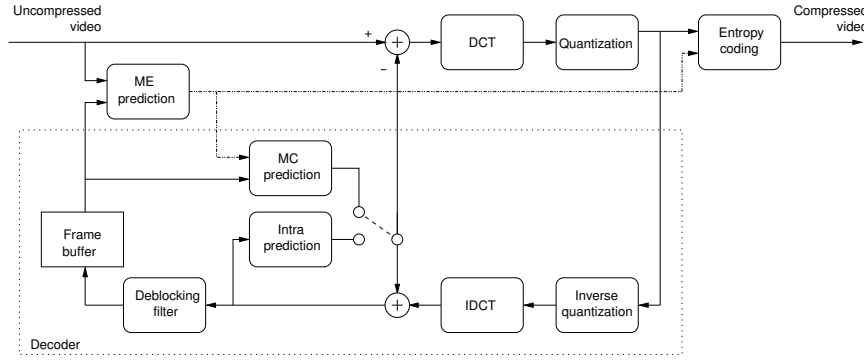 Uncompressed
video
Compressed
video
+
DCT
Quantization
Entropy
coding
−
ME
prediction
MC
prediction
Intra
prediction
Frame
buffer
Deblocking
filter
IDCT
Inverse
quantization
Decoder